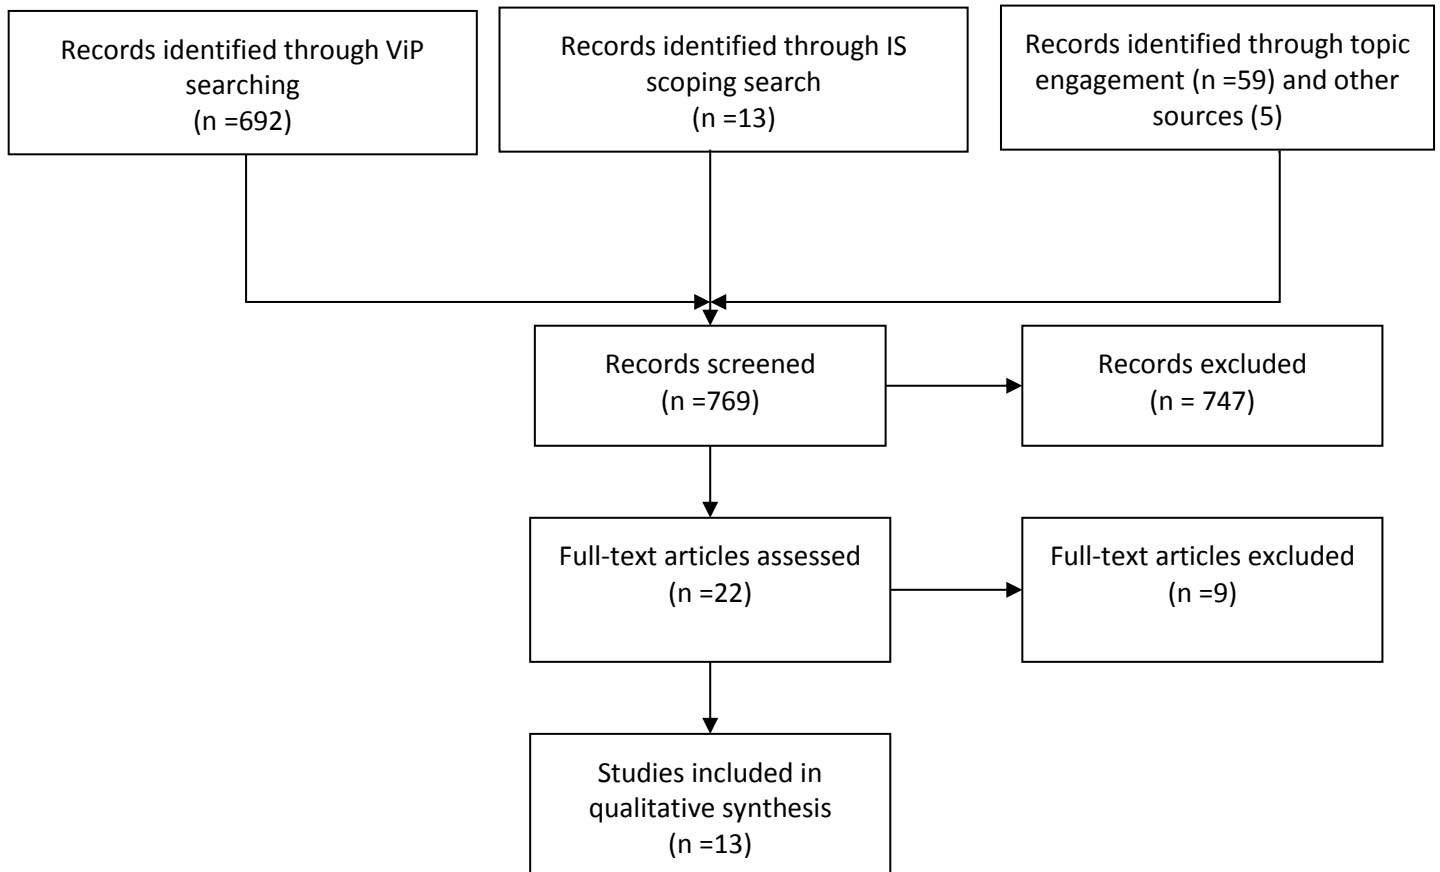 Records identified through ViP
searching
(n =692)
Records identified through IS
scoping search
(n =13)
Records identified through topic
engagement (n =59) and other
sources (5)
Records screened
(n =769)
Records excluded
(n = 747)
Full-text articles assessed
(n =22)
Full-text articles excluded
(n =9)
Studies included in
qualitative synthesis
(n =13)